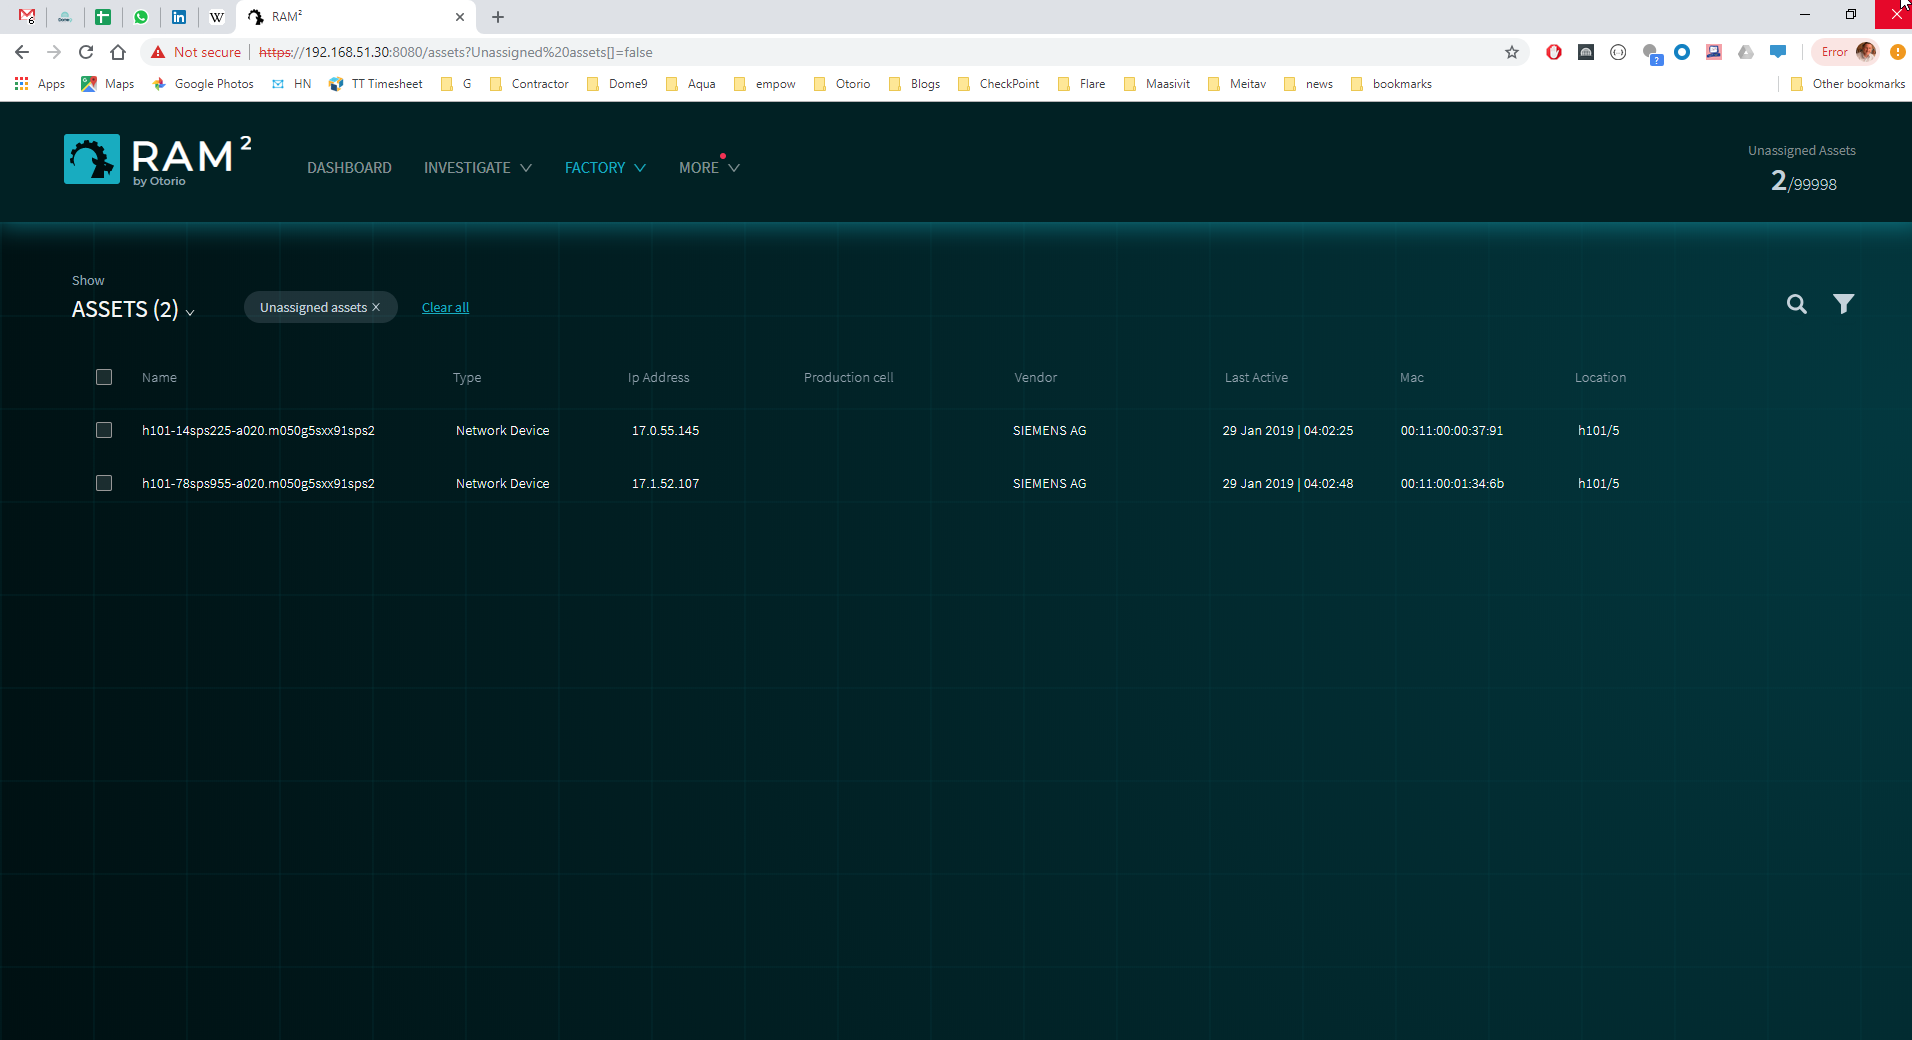 6
Dome
W
RAM²
Not secure
https://192.168.51.30:8080/assets?Unassigned%20assets[]=false
?
Error
Apps
Maps
Google Photos
HN
TT Timesheet
G
Contractor
Dome9
Aqua
empow
Otorio
Blogs
CheckPoint
Flare
Maasivit
Meitav
news
bookmarks
Other bookmarks
RAM²
by Otorio
DASHBOARD
INVESTIGATE
FACTORY
MORE
Unassigned Assets
2/99998
Show
ASSETS (2)
Unassigned assets ×
Clear all
Name Type Ip Address Production cell Vendor Last Active Mac Location
h101-14sps225-a020.m050g5sxx91sps2 Network Device 17.0.55.145 SIEMENS AG 29 Jan 2019 | 04:02:25 00:11:00:00:37:91 h101/5
h101-78sps955-a020.m050g5sxx91sps2 Network Device 17.1.52.107 SIEMENS AG 29 Jan 2019 | 04:02:48 00:11:00:01:34:6b h101/5